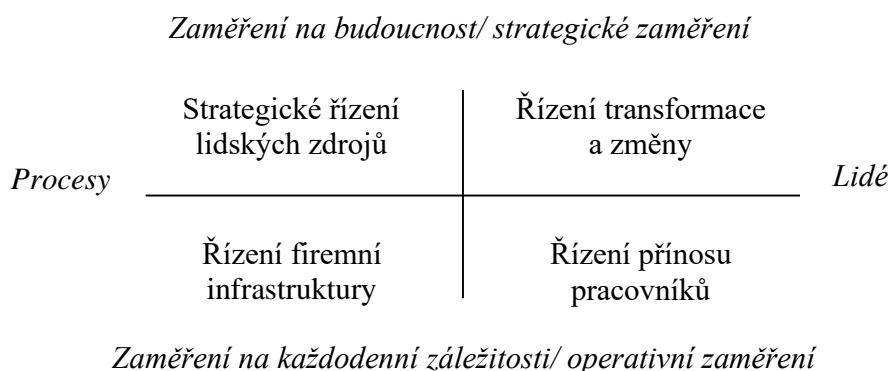 Zaměření na budoucnost/ strategické zaměření
Strategické řízení
lidských zdrojů
Řízení transformace
a změny
Procesy
Lidé
Řízení firemní
infrastruktury
Řízení přínosu
pracovníků
Zaměření na každodenní záležitosti/ operativní zaměření